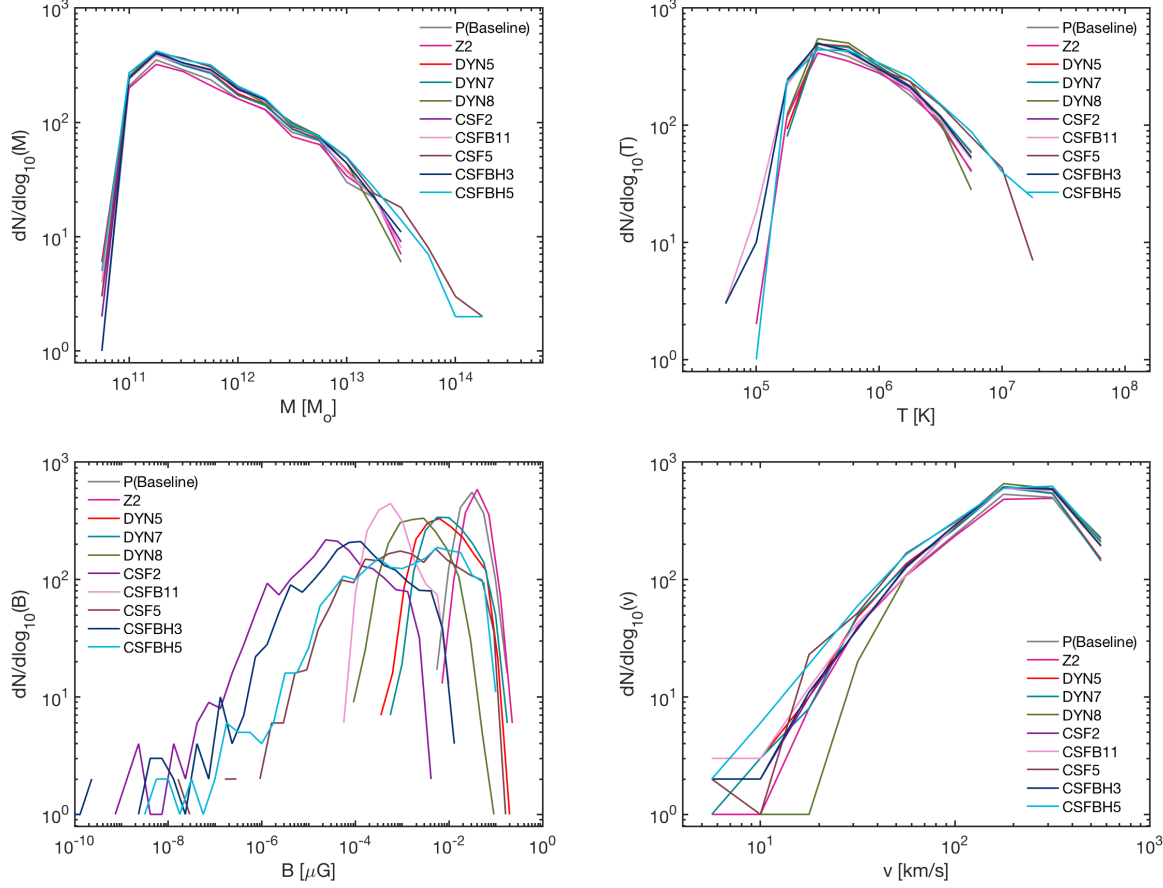 10³
10²
10¹
10⁰
dN/dlog₁₀(M)
10¹¹
10¹²
10¹³
10¹⁴
M [Mₒ]
P(Baseline)
Z2
DYN5
DYN7
DYN8
CSF2
CSFB11
CSF5
CSFBH3
CSFBH5
10³
10²
10¹
10⁰
dN/dlog₁₀(T)
10⁵
10⁶
10⁷
10⁸
T [K]
P(Baseline)
Z2
DYN5
DYN7
DYN8
CSF2
CSFB11
CSF5
CSFBH3
CSFBH5
10³
10²
10¹
10⁰
dN/dlog₁₀(B)
10⁻¹⁰
10⁻⁸
10⁻⁶
10⁻⁴
10⁻²
10⁰
B [μG]
P(Baseline)
Z2
DYN5
DYN7
DYN8
CSF2
CSFB11
CSF5
CSFBH3
CSFBH5
10³
10²
10¹
10⁰
dN/dlog₁₀(v)
10¹
10²
10³
v [km/s]
P(Baseline)
Z2
DYN5
DYN7
DYN8
CSF2
CSFB11
CSF5
CSFBH3
CSFBH5